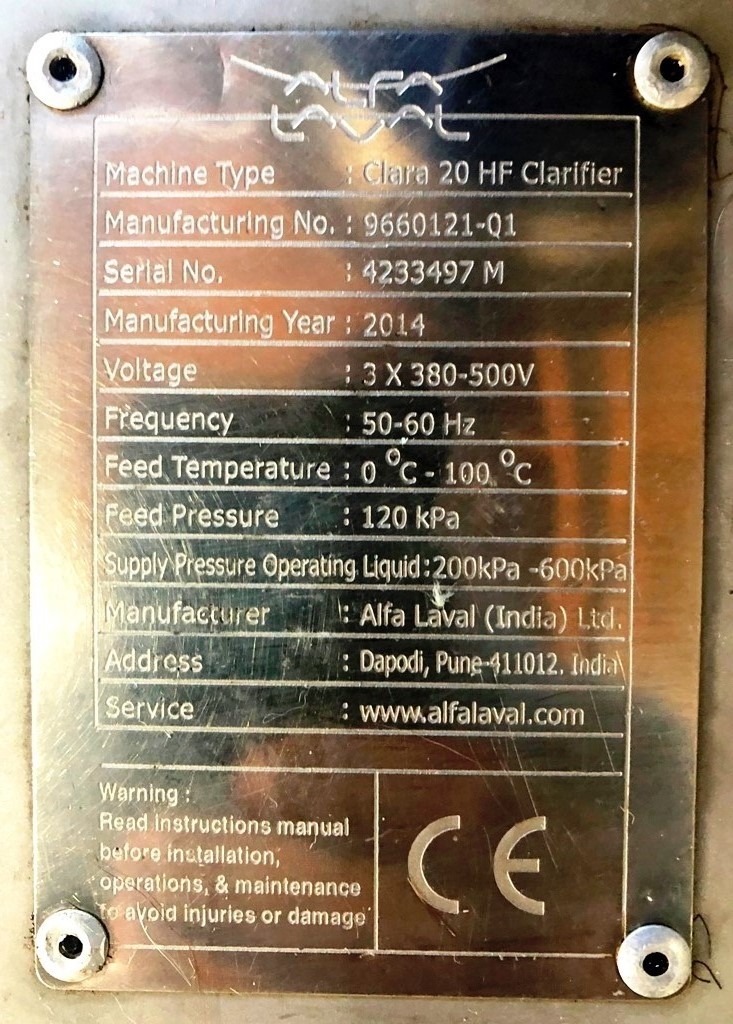 ALFA
LAVAL
Machine Type : Clara 20 HF Clarifier
Manufacturing No. : 9660121-Q1
Serial No. : 4233497 M
Manufacturing Year : 2014
Voltage : 3 X 380-500V
Frequency : 50-60 Hz
Feed Temperature : 0 °C - 100 °C
Feed Pressure : 120 kPa
Supply Pressure Operating Liquid:200kPa -600kPa
Manufacturer : Alfa Laval (India) Ltd.
Address : Dapodi, Pune-411012. India
Service : www.alfalaval.com
Warning :
Read Instructions manual
before installation,
operations, & maintenance
to avoid injuries or damage
CE